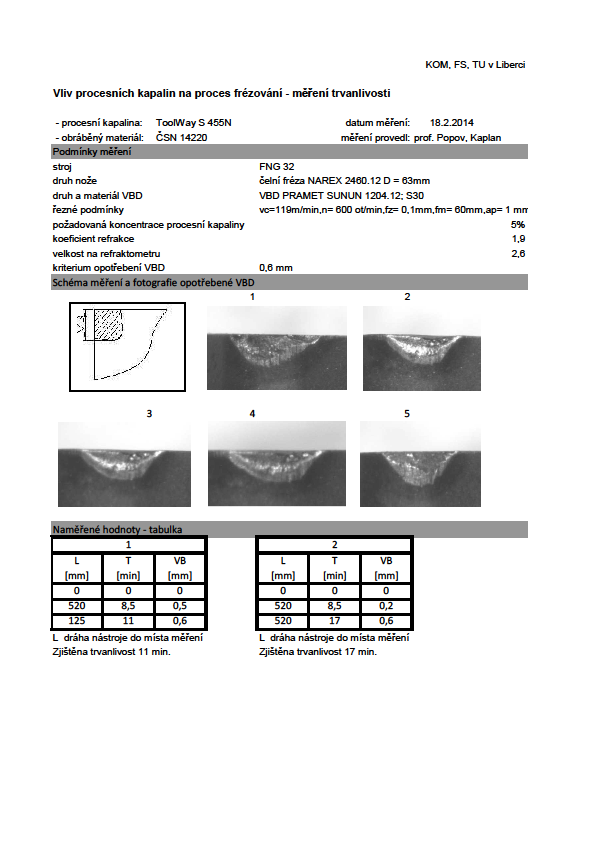 KOM, FS, TU v Liberci
Vliv procesních kapalin na proces frézování - měření trvanlivosti
- procesní kapalina: ToolWay S 455N datum měření: 18.2.2014
- obráběný materiál: ČSN 14220 měření provedl: prof. Popov, Kaplan
Podmínky měření
stroj FNG 32
druh nože čelní fréza NAREX 2460.12 D = 63mm
druh a materiál VBD VBD PRAMET SUNUN 1204.12; S30
řezné podmínky vc=119m/min,n= 600 ot/min,fz= 0,1mm,fm= 60mm,ap= 1 mm
požadovaná koncentrace procesní kapaliny 5%
koeficient refrakce 1,9
velkost na refraktometru 2,6
kriterium opotřebení VBD 0,6 mm
Schéma měření a fotografie opotřebené VBD
1 2
3 4 5
Naměřené hodnoty - tabulka
1 2
L T VB L T VB
[mm] [min] [mm] [mm] [min] [mm]
0 0 0 0 0 0
520 8,5 0,5 520 8,5 0,2
125 11 0,6 520 17 0,6
L dráha nástroje do místa měření L dráha nástroje do místa měření
Zjištěna trvanlivost 11 min. Zjištěna trvanlivost 17 min.